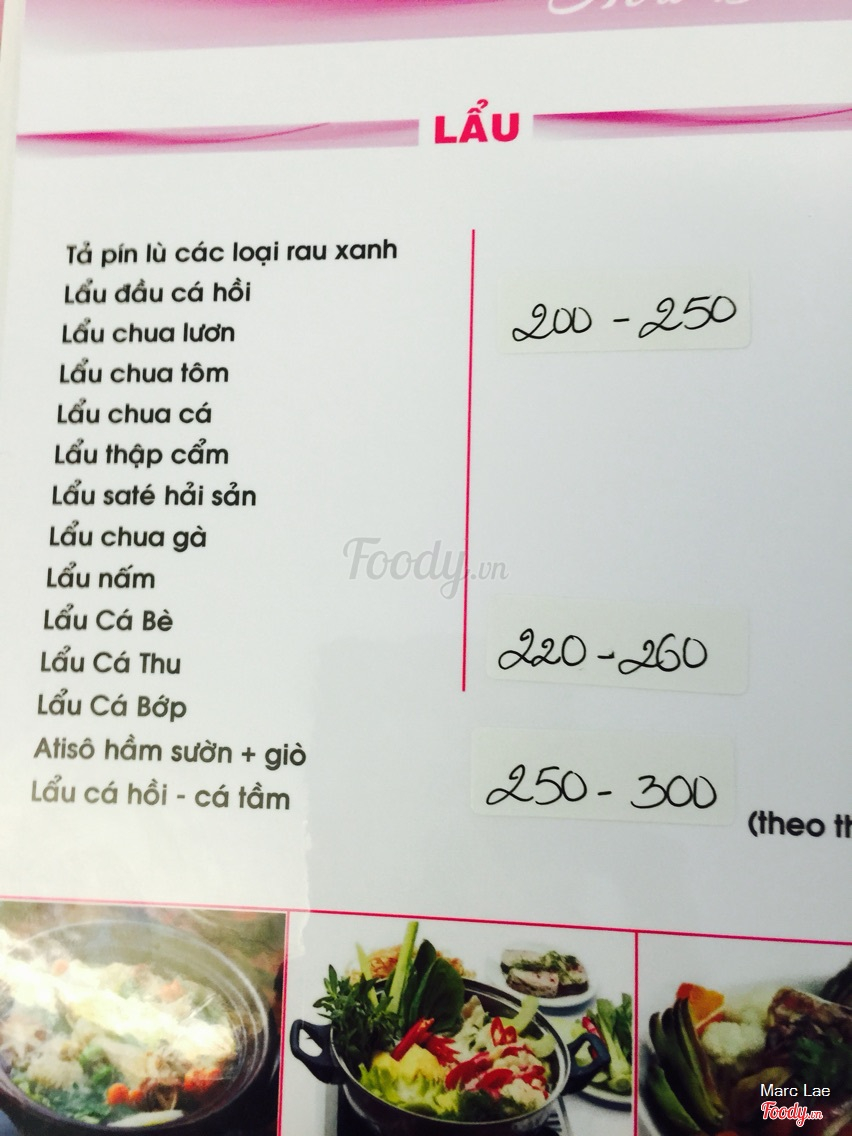 LẨU
Tả pín lù các loại rau xanh
Lẩu đầu cá hồi
200 - 250
Lẩu chua lươn
Lẩu chua tôm
Lẩu chua cá
Lẩu thập cẩm
Lẩu saté hải sản
Lẩu chua gà
Foody.vn
Lẩu nấm
Lẩu Cá Bè
Lẩu Cá Thu
220 - 260
Lẩu Cá Bớp
Atisô hầm sườn + giò
Lẩu cá hồi - cá tầm
250 - 300
(theo
Marc Lae
Foody.vn